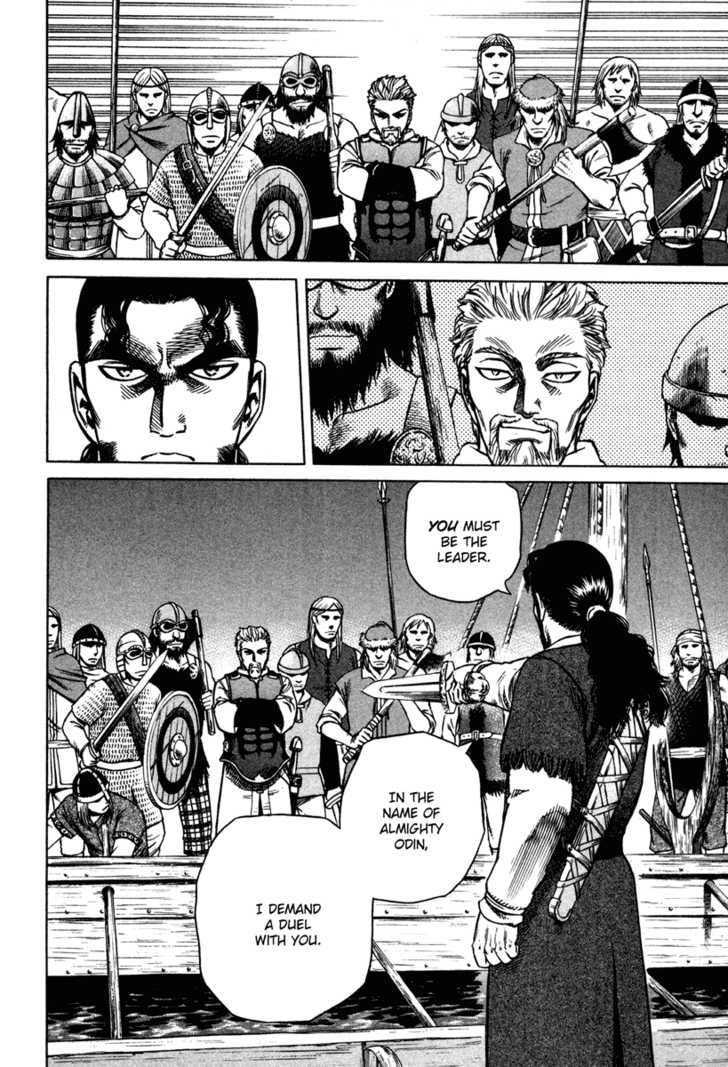 YOU MUST
BE THE
LEADER.
IN THE
NAME OF
ALMIGHTY
ODIN,
I DEMAND
A DUEL
WITH YOU.